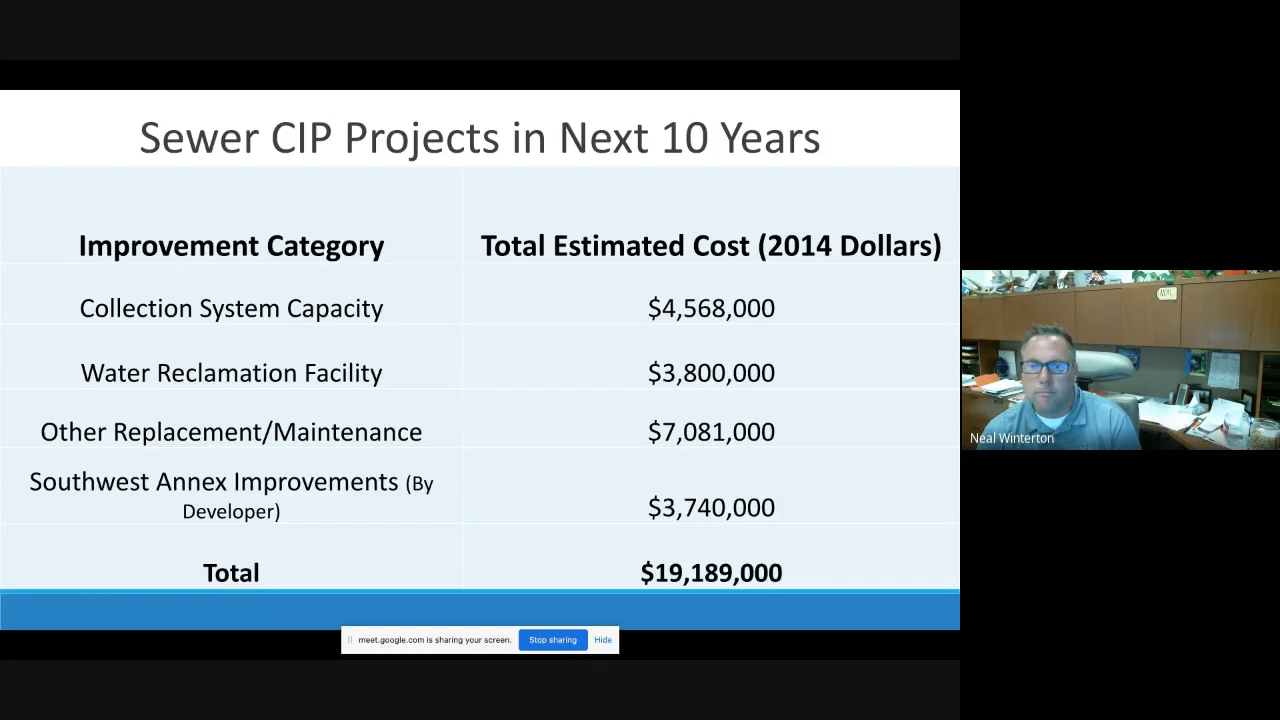 Sewer CIP Projects in Next 10 Years
Improvement Category
Total Estimated Cost (2014 Dollars)
Collection System Capacity
$4,568,000
Water Reclamation Facility
$3,800,000
Other Replacement/Maintenance
$7,081,000
Southwest Annex Improvements (By
Developer)
$3,740,000
Total
$19,189,000
Neal Winterton
meet.google.com is sharing your screen.
Stop sharing
Hide